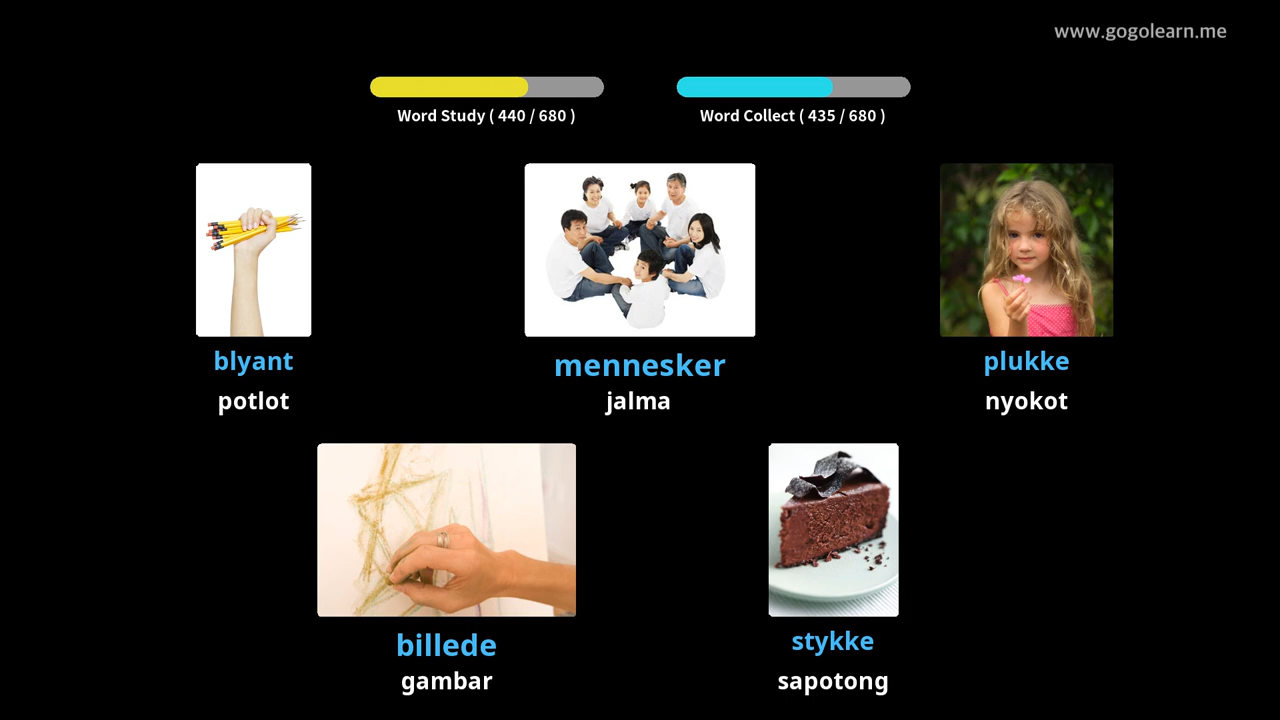 www.gogolearn.me
Word Study ( 440 / 680 )
Word Collect ( 435 / 680 )
blyant
potlot
mennesker
jalma
plukke
nyokot
billede
gambar
stykke
sapotong